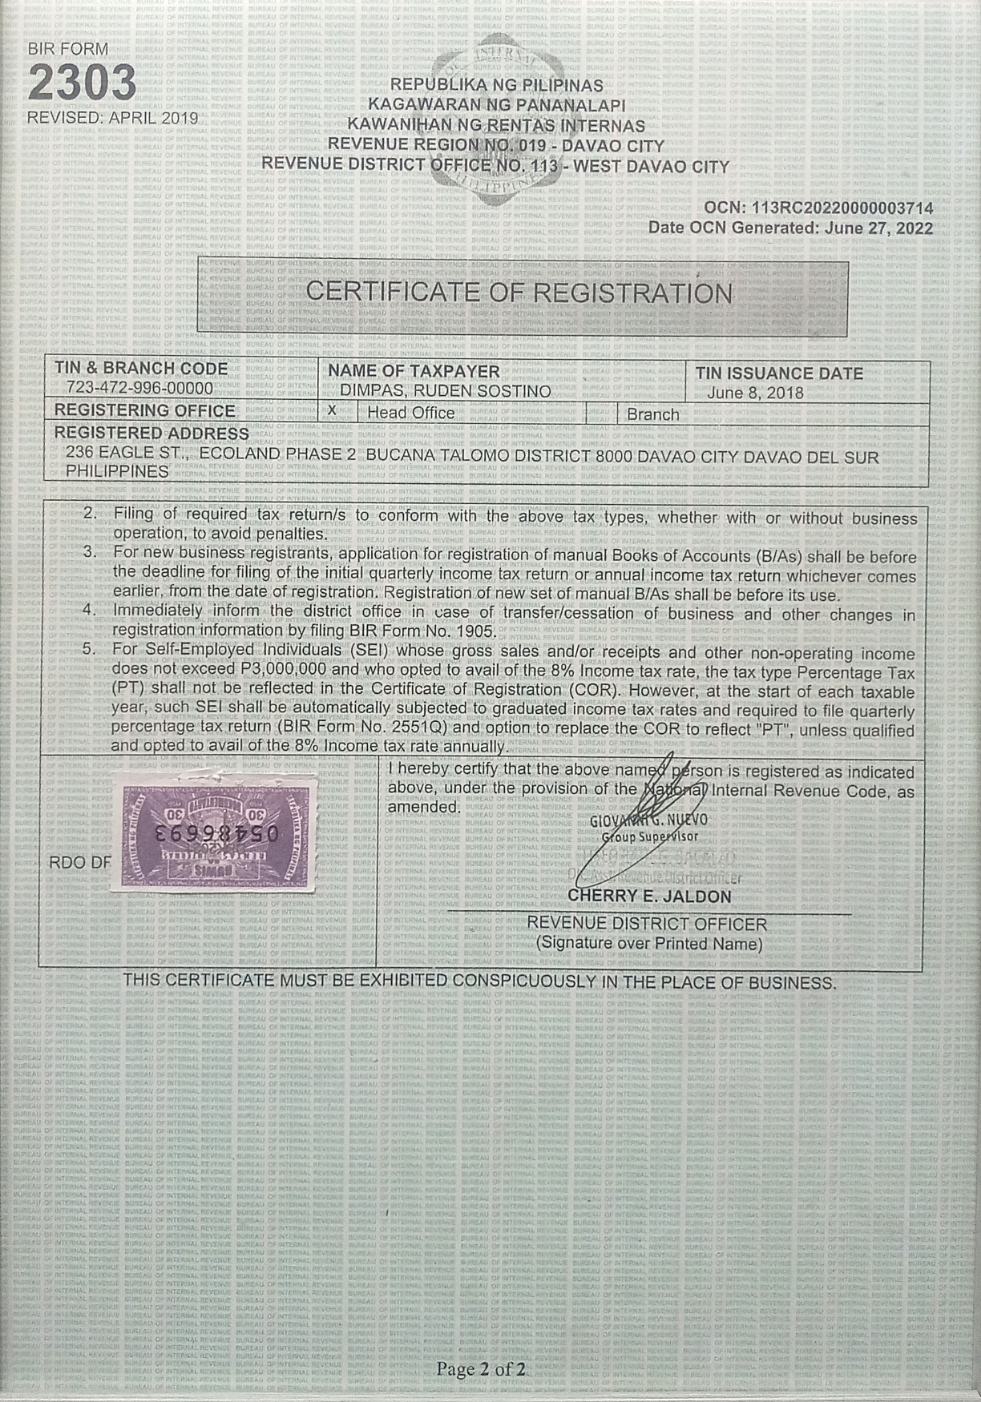 BIR FORM
2303
REVISED: APRIL 2019
REPUBLIKA NG PILIPINAS
KAGAWARAN NG PANANALAPI
KAWANIHAN NG RENTAS INTERNAS
REVENUE REGION NO. 019 - DAVAO CITY
REVENUE DISTRICT OFFICE NO. 113 - WEST DAVAO CITY
OCN: 113RC20220000003714
Date OCN Generated: June 27, 2022
CERTIFICATE OF REGISTRATION
TIN & BRANCH CODE
723-472-996-00000
NAME OF TAXPAYER
DIMPAS, RUDEN SOSTINO
TIN ISSUANCE DATE
June 8, 2018
REGISTERING OFFICE X Head Office Branch
REGISTERED ADDRESS
236 EAGLE ST., ECOLAND PHASE 2 BUCANA TALOMO DISTRICT 8000 DAVAO CITY DAVAO DEL SUR
PHILIPPINES
2. Filing of required tax return/s to conform with the above tax types, whether with or without business
operation, to avoid penalties.
3. For new business registrants, application for registration of manual Books of Accounts (B/As) shall be before
the deadline for filing of the initial quarterly income tax return or annual income tax return whichever comes
earlier, from the date of registration. Registration of new set of manual B/As shall be before its use.
4. Immediately inform the district office in case of transfer/cessation of business and other changes in
registration information by filing BIR Form No. 1905.
5. For Self-Employed Individuals (SEI) whose gross sales and/or receipts and other non-operating income
does not exceed P3,000,000 and who opted to avail of the 8% Income tax rate, the tax type Percentage Tax
(PT) shall not be reflected in the Certificate of Registration (COR). However, at the start of each taxable
year, such SEI shall be automatically subjected to graduated income tax rates and required to file quarterly
percentage tax return (BIR Form No. 2551Q) and option to replace the COR to reflect "PT", unless qualified
and opted to avail of the 8% Income tax rate annually.
RDO DF
30 30
054866993
I hereby certify that the above named person is registered as indicated
above, under the provision of the National Internal Revenue Code, as
amended.
GIOVANNI G. NUEVO
Group Supervisor
CHERRY E. JALDON
REVENUE DISTRICT OFFICER
(Signature over Printed Name)
THIS CERTIFICATE MUST BE EXHIBITED CONSPICUOUSLY IN THE PLACE OF BUSINESS.
Page 2 of 2